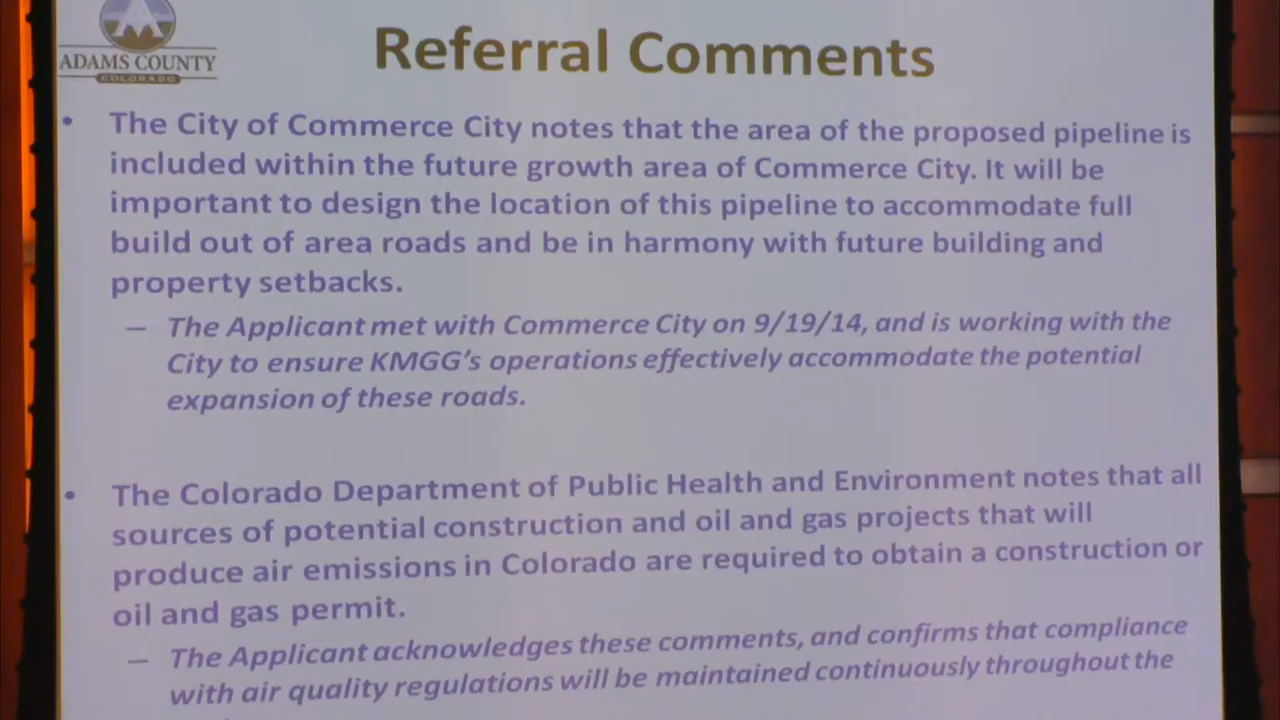 ADAMS COUNTY
COLORADO
Referral Comments
• The City of Commerce City notes that the area of the proposed pipeline is
included within the future growth area of Commerce City. It will be
important to design the location of this pipeline to accommodate full
build out of area roads and be in harmony with future building and
property setbacks.
– The Applicant met with Commerce City on 9/19/14, and is working with the
City to ensure KMGG's operations effectively accommodate the potential
expansion of these roads.
• The Colorado Department of Public Health and Environment notes that all
sources of potential construction and oil and gas projects that will
produce air emissions in Colorado are required to obtain a construction or
oil and gas permit.
– The Applicant acknowledges these comments, and confirms that compliance
with air quality regulations will be maintained continuously throughout the